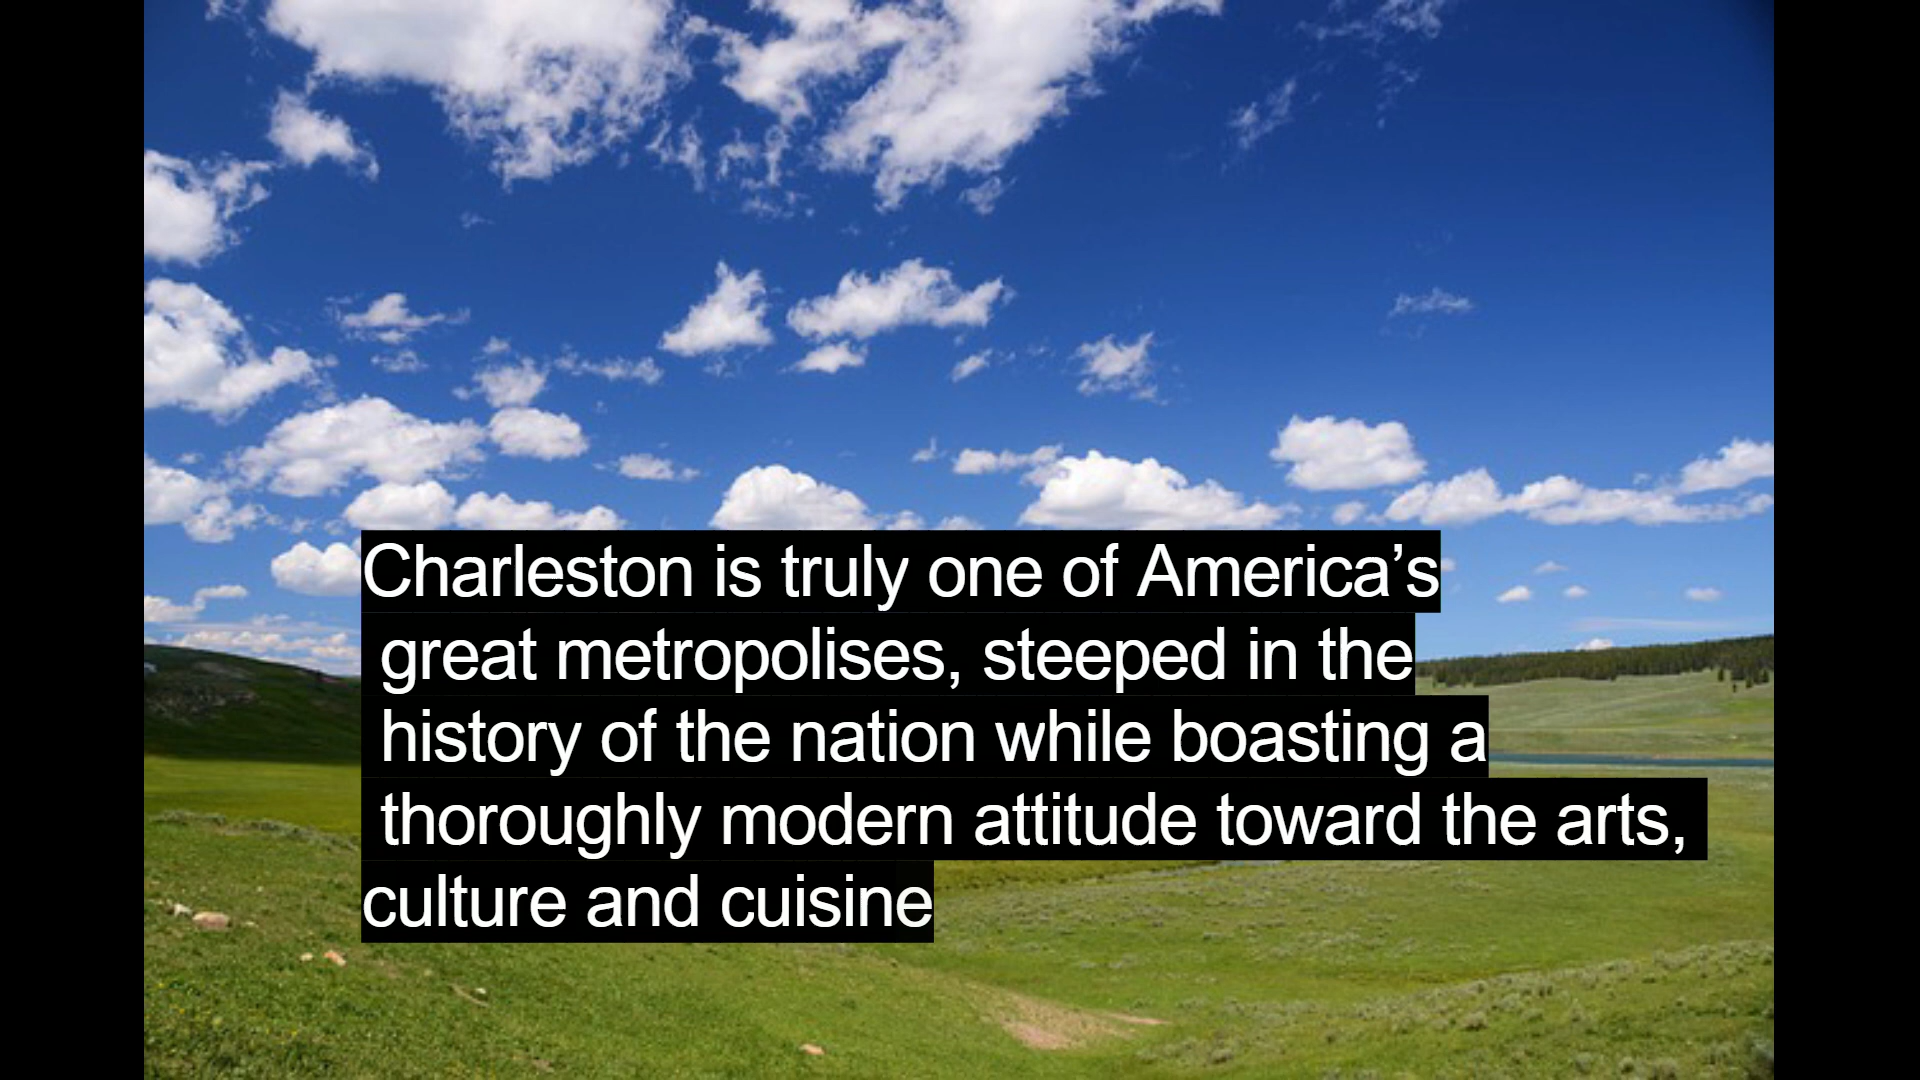 Charleston is truly one of America’s
great metropolises, steeped in the
history of the nation while boasting a
thoroughly modern attitude toward the arts,
culture and cuisine